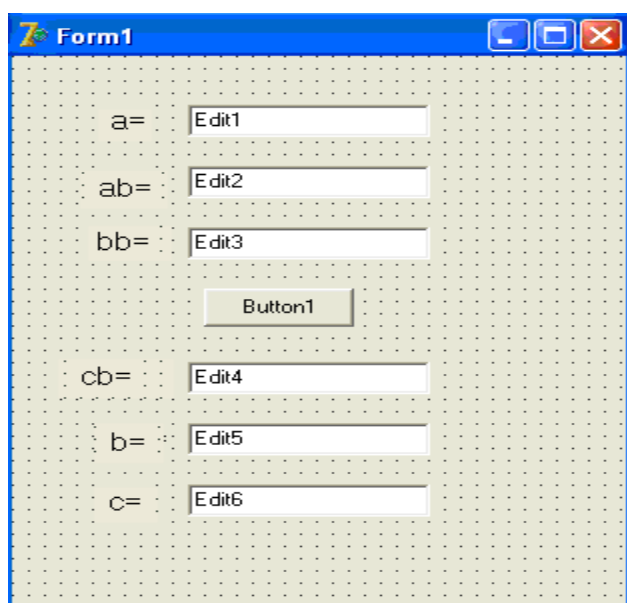 Form1
a= Edit1
ab= Edit2
bb= Edit3
Button1
cb= Edit4
b= Edit5
c= Edit6